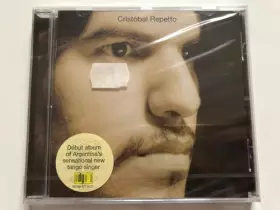 Cristóbal Repetto
Début album
of Argentina's
sensational new
tango singer